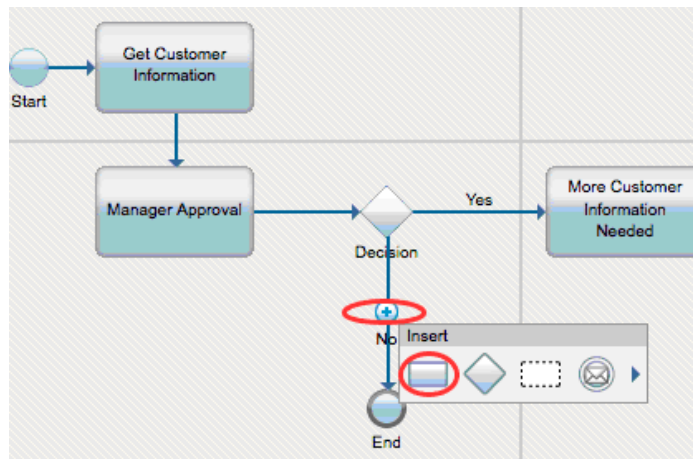 Get Customer
Information
Start
Manager Approval
Yes
More Customer
Information
Needed
Decision
No
Insert
End